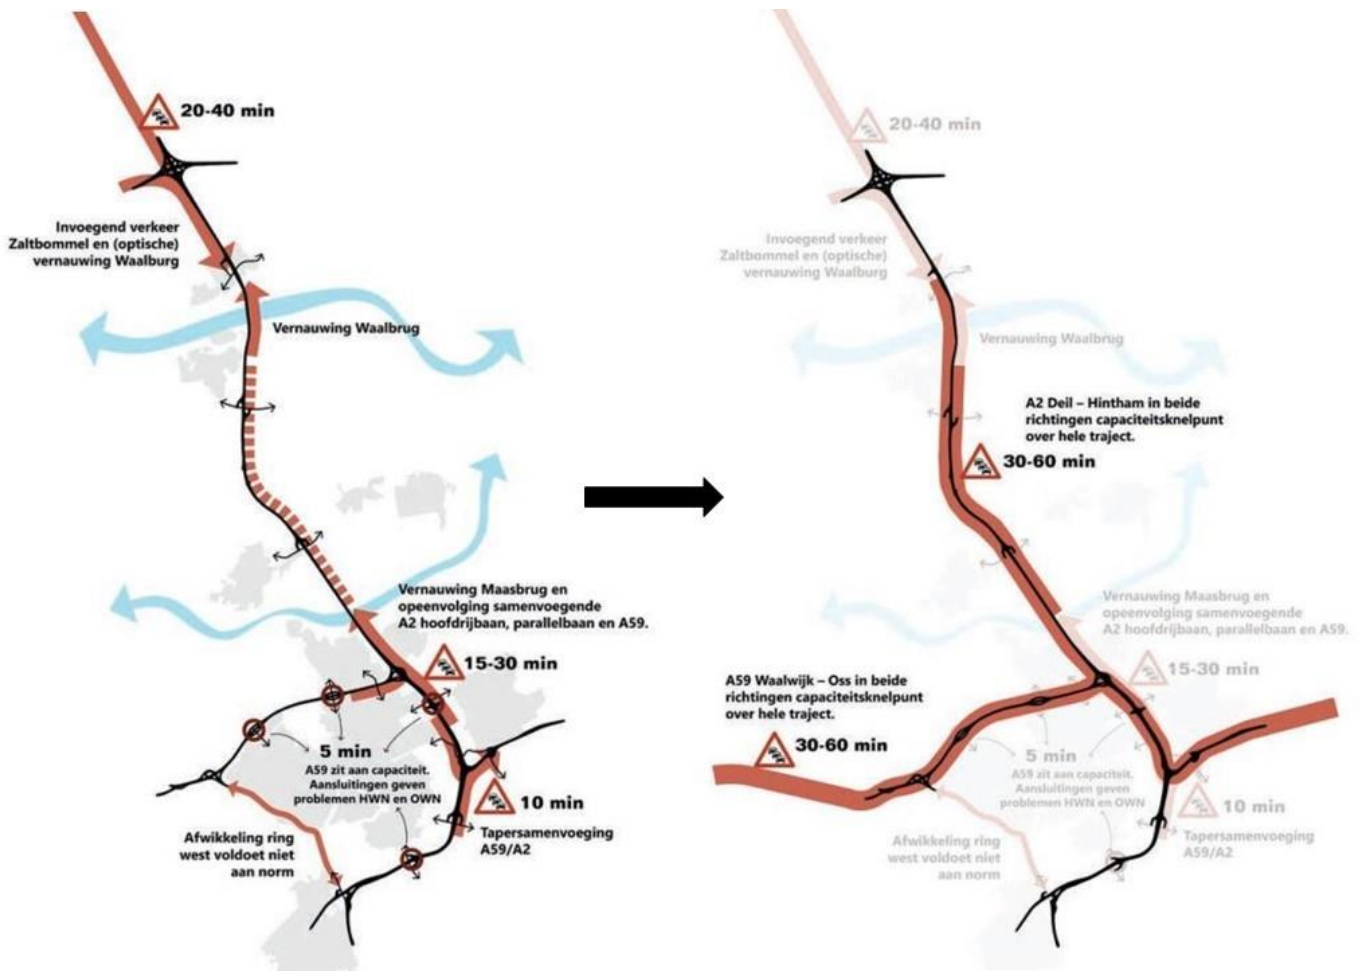 20-40 min
Invoegend verkeer
Zaltbommel en (optische)
vernauwing Waalburg
Vernauwing Waalbrug
Vernauwing Maasbrug en
opeenvolging samenvoegende
A2 hoofdrijbaan, parallelbaan en A59.
15-30 min
5 min
A59 zit aan capaciteit.
Aansluitingen geven
problemen HWN en OWN
10 min
Tapersamenvoeging
A59/A2
Afwikkeling ring
west voldoet niet
aan norm
20-40 min
Invoegend verkeer
Zaltbommel en (optische)
vernauwing Waalburg
Vernauwing Waalbrug
A2 Deil – Hintham in beide
richtingen capaciteitsknelpunt
over hele traject.
30-60 min
Vernauwing Maasbrug en
opeenvolging samenvoegende
A2 hoofdrijbaan, parallelbaan en A59.
15-30 min
A59 Waalwijk – Oss in beide
richtingen capaciteitsknelpunt
over hele traject.
30-60 min
5 min
A59 zit aan capaciteit.
Aansluitingen geven
problemen HWN en OWN
10 min
Tapersamenvoeging
A59/A2
Afwikkeling ring
west voldoet niet
aan norm